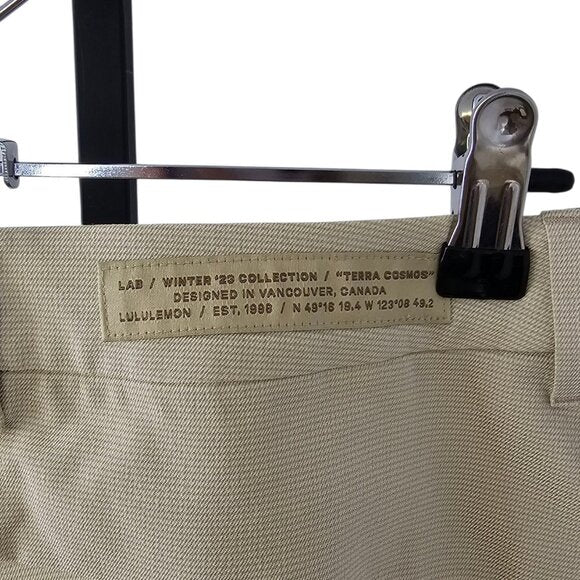 LAB / WINTER '23 COLLECTION / "TERRA COSMOS"
DESIGNED IN VANCOUVER, CANADA
LULULEMON / EST, 1998 / N 49°16 19.4 W 123°08 49.2